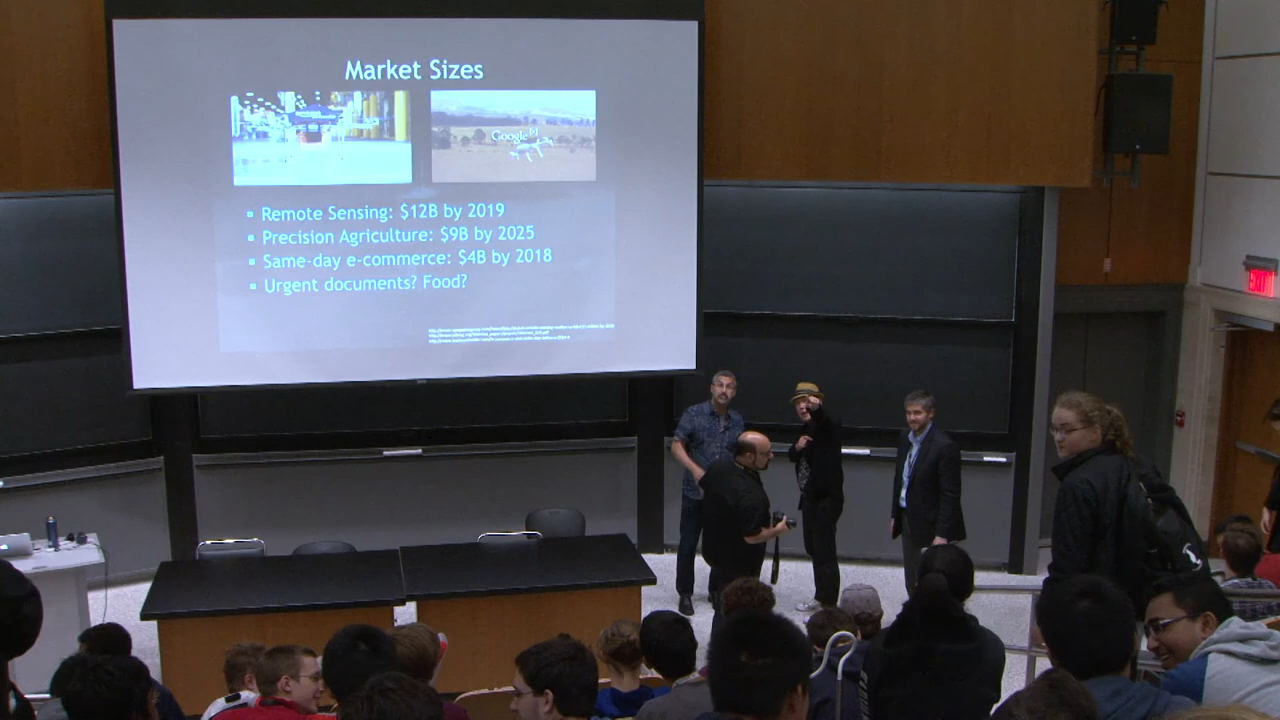 Market Sizes
Google [x]
Remote Sensing: $12B by 2019
Precision Agriculture: $9B by 2025
Same-day e-commerce: $4B by 2018
Urgent documents? Food?
EXIT